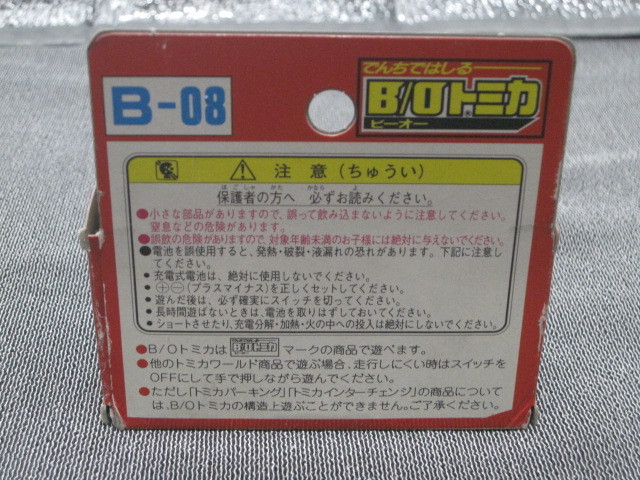 B-08
でんちではしる
B/Oトミカ
ビーオー
注意(ちゅうい)
保護者の方へ 必ずお読みください。
●小さな部品がありますので、誤って飲み込まないように注意してください。
窒息などの危険があります。
●誤飲の危険がありますので、対象年齢未満のお子様には絶対に与えないでください。
●電池を誤使用すると、発熱・破裂・液漏れの恐れがあります。下記に注意し
てください。
•充電式電池は、絶対に使用しないでください。
•⊕⊖(プラスマイナス)を正しくセットしてください。
•遊んだ後は、必ず確実にスイッチを切ってください。
•長時間遊ばないときは、電池を取りはずしておいてください。
•ショートさせたり、充電分解・加熱・火の中への投入は絶対にしないでください。
●B/Oトミカは B/Oトミカ マークの商品で遊べます。
●他のトミカワールド商品で遊ぶ場合、走行しにくい時はスイッチを
OFFにして手で押しながら遊んでください。
●ただし「トミカパーキング」「トミカインターチェンジ」の商品について
は、B/Oトミカの構造上遊ぶことができません。ご了承ください。